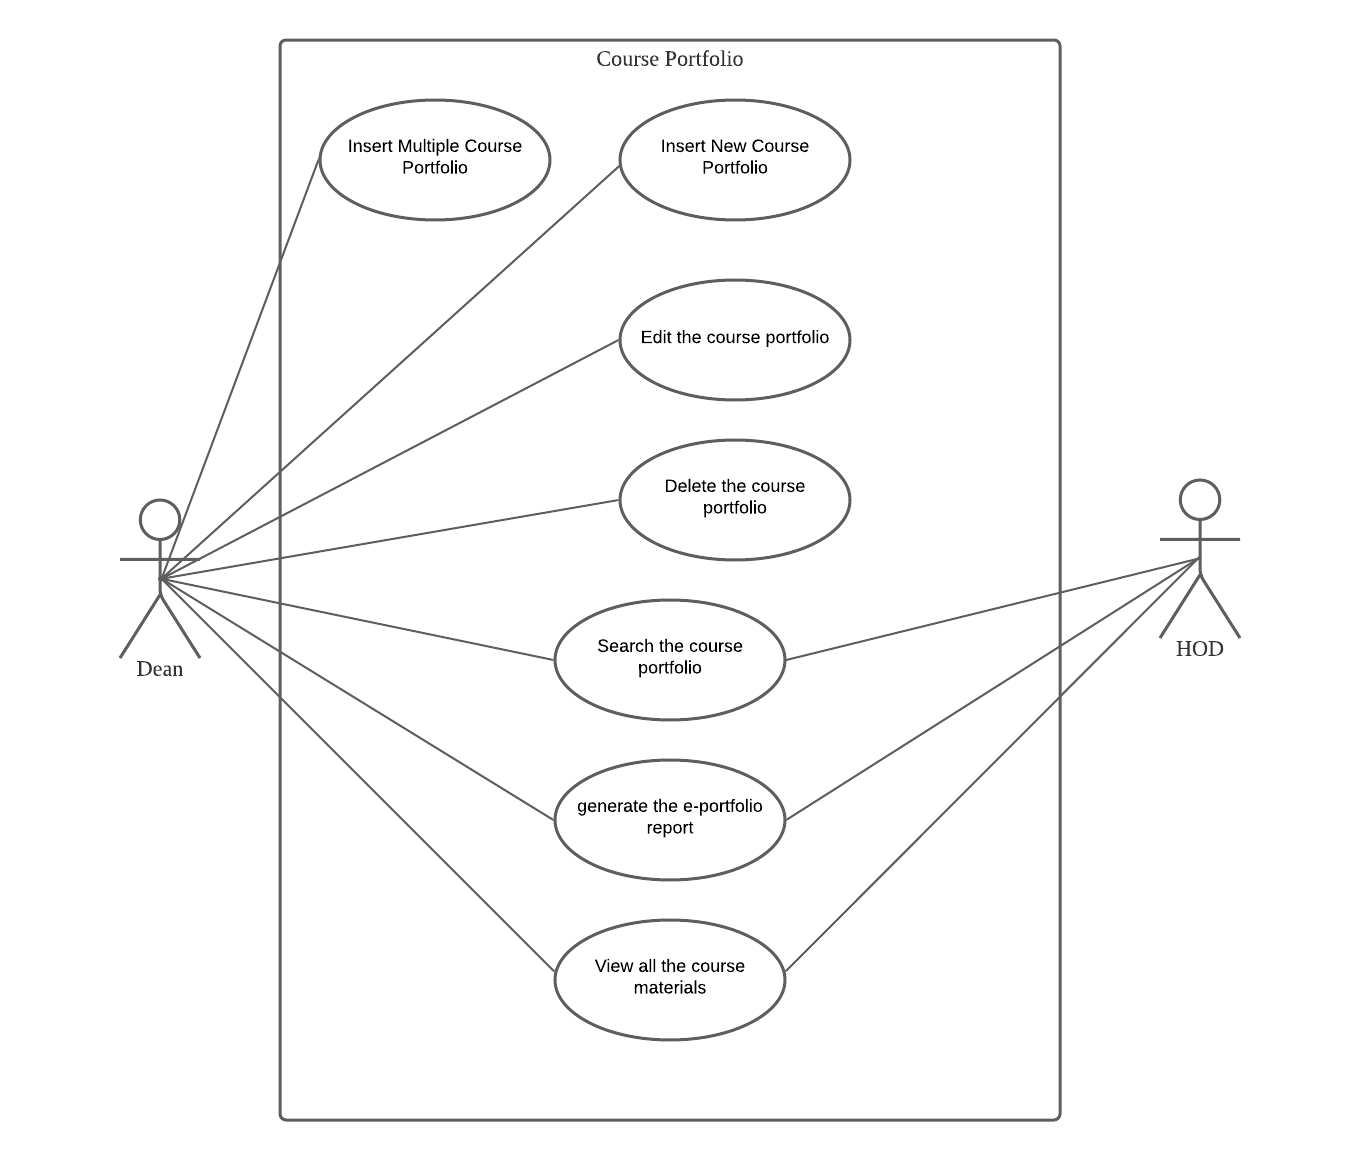 Course Portfolio
Insert Multiple Course
Portfolio
Insert New Course
Portfolio
Edit the course portfolio
Delete the course
portfolio
Search the course
portfolio
Dean
HOD
generate the e-portfolio
report
View all the course
materials